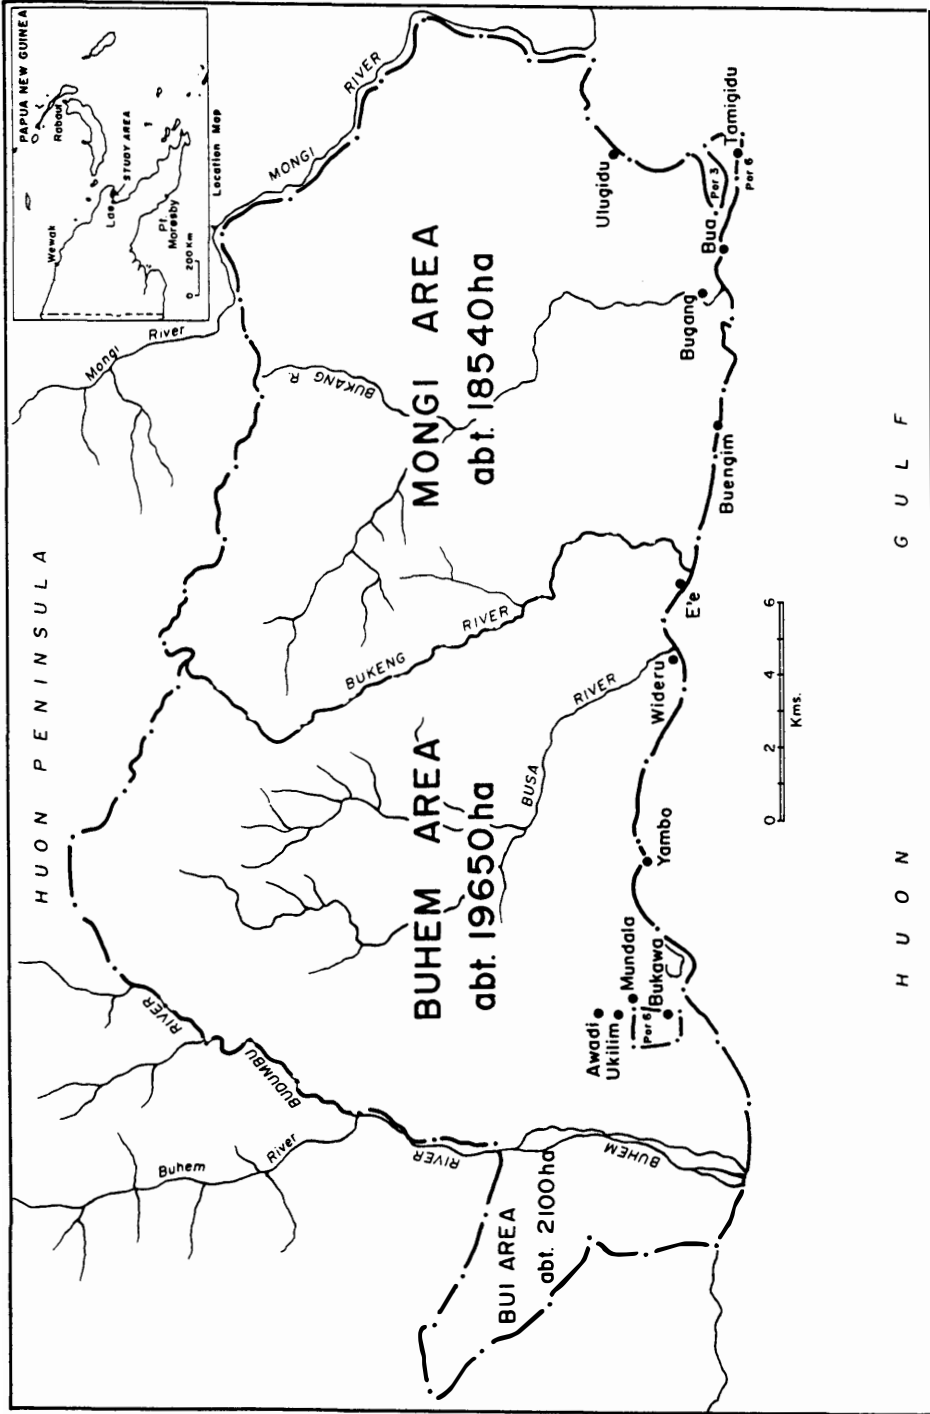 PAPUA NEW GUINEA
Wewak
Rabaul
Lae
STUDY AREA
Pt.
Moresby
0 200 Km
Location Map
HUON PENINSULA
Mongi
River
MONGI
RIVER
BUKANG R.
MONGI AREA
abt. 18540ha
BUKENG
RIVER
BUHEM AREA
abt. 19650ha
BUSA
RIVER
Buhem
River
BUDUMBU
RIVER
BUHEM
RIVER
BUI AREA
abt. 2100ha
Awadi
Ukilim
Mundala
Por 6
Bukawa
Yambo
Wideru
E'e
Buengim
Bugang
Bua
Por 3
Ulugidu
Tamigidu
Por 6
0 2 4 6
Kms.
HUON GULF